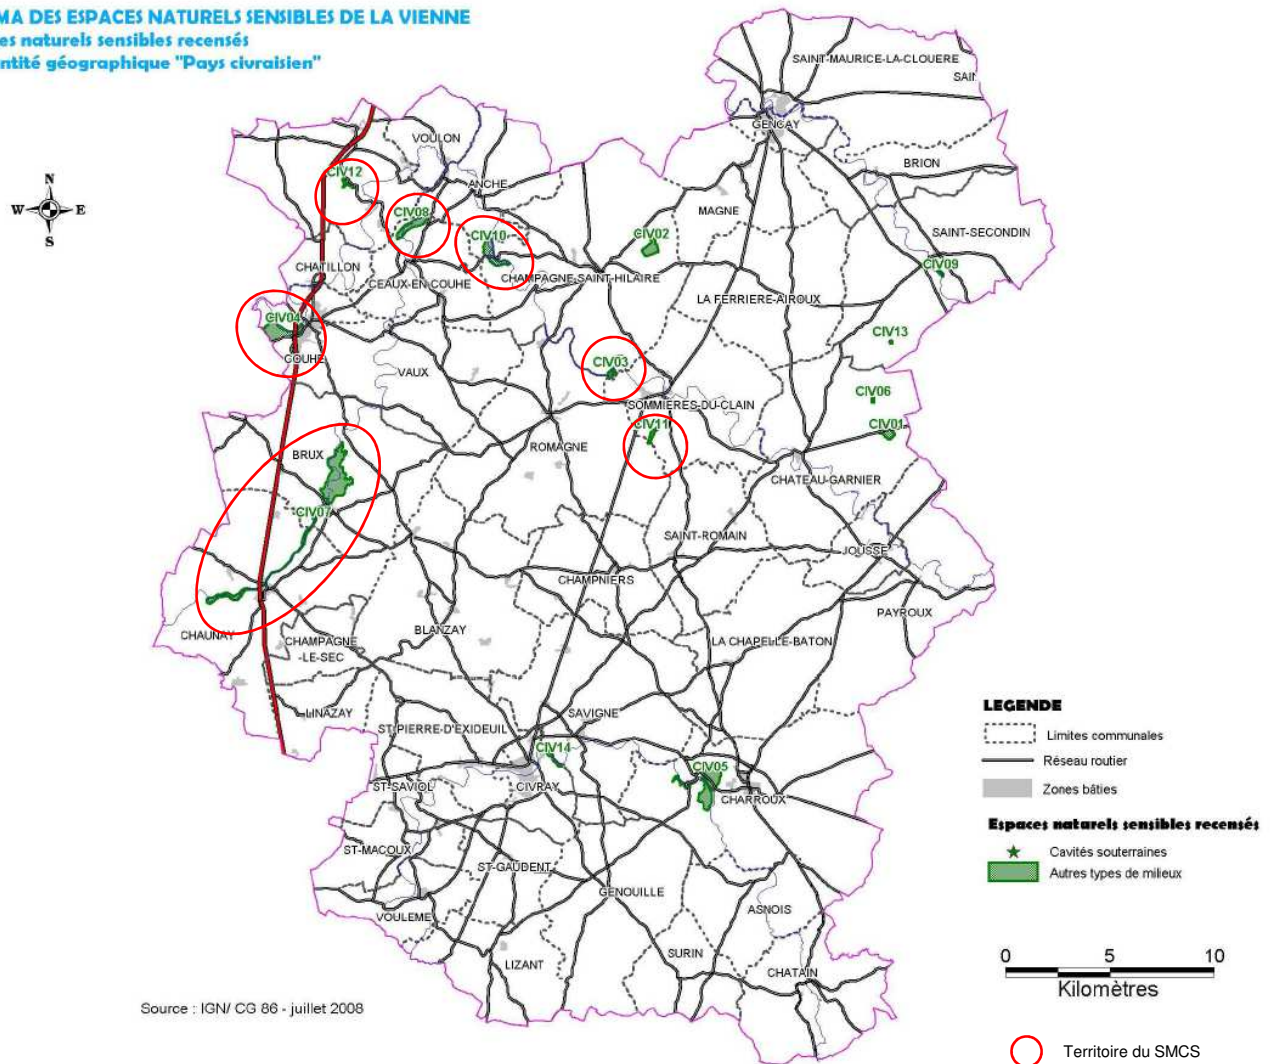 MA DES ESPACES NATURELS SENSIBLES DE LA VIENNE
es naturels sensibles recensés
ntité géographique "Pays civraisien"
SAINT-MAURICE-LA-CLOUERE
SAIN
GENCAY
VOULON
BRION
CIV12
ANCHE
MAGNE
CIV08
CIV10
CIV02
SAINT-SECONDIN
CIV09
CHATILLON
CEAUX-EN-COUHE
CHAMPAGNE-SAINT-HILAIRE
LA FERRIERE-AIROUX
CIV04
CIV13
COUHE
VAUX
CIV03
CIV06
SOMMIERES-DU-CLAIN
CIV11
CIV01
ROMAGNE
BRUX
CHATEAU-GARNIER
CIV07
SAINT-ROMAIN
JOUSSE
CHAMPNIERS
PAYROUX
CHAUNAY
CHAMPAGNE
-LE-SEC
BLANZAY
LA CHAPELLE-BATON
LINAZAY
SAVIGNE
ST-PIERRE-D'EXIDEUIL
CIV14
CIV05
ST-SAVIOL
CIVRAY
CHARROUX
ST-MACOUX
ST-GAUDENT
GENOUILLE
ASNOIS
VOULEME
SURIN
LIZANT
CHATAIN
N
W
E
S
LEGENDE
Limites communales
Réseau routier
Zones bâties
Espaces naturels sensibles recensés
Cavités souterraines
Autres types de milieux
0 5 10
Kilomètres
Source : IGN/ CG 86 - juillet 2008
Territoire du SMCS